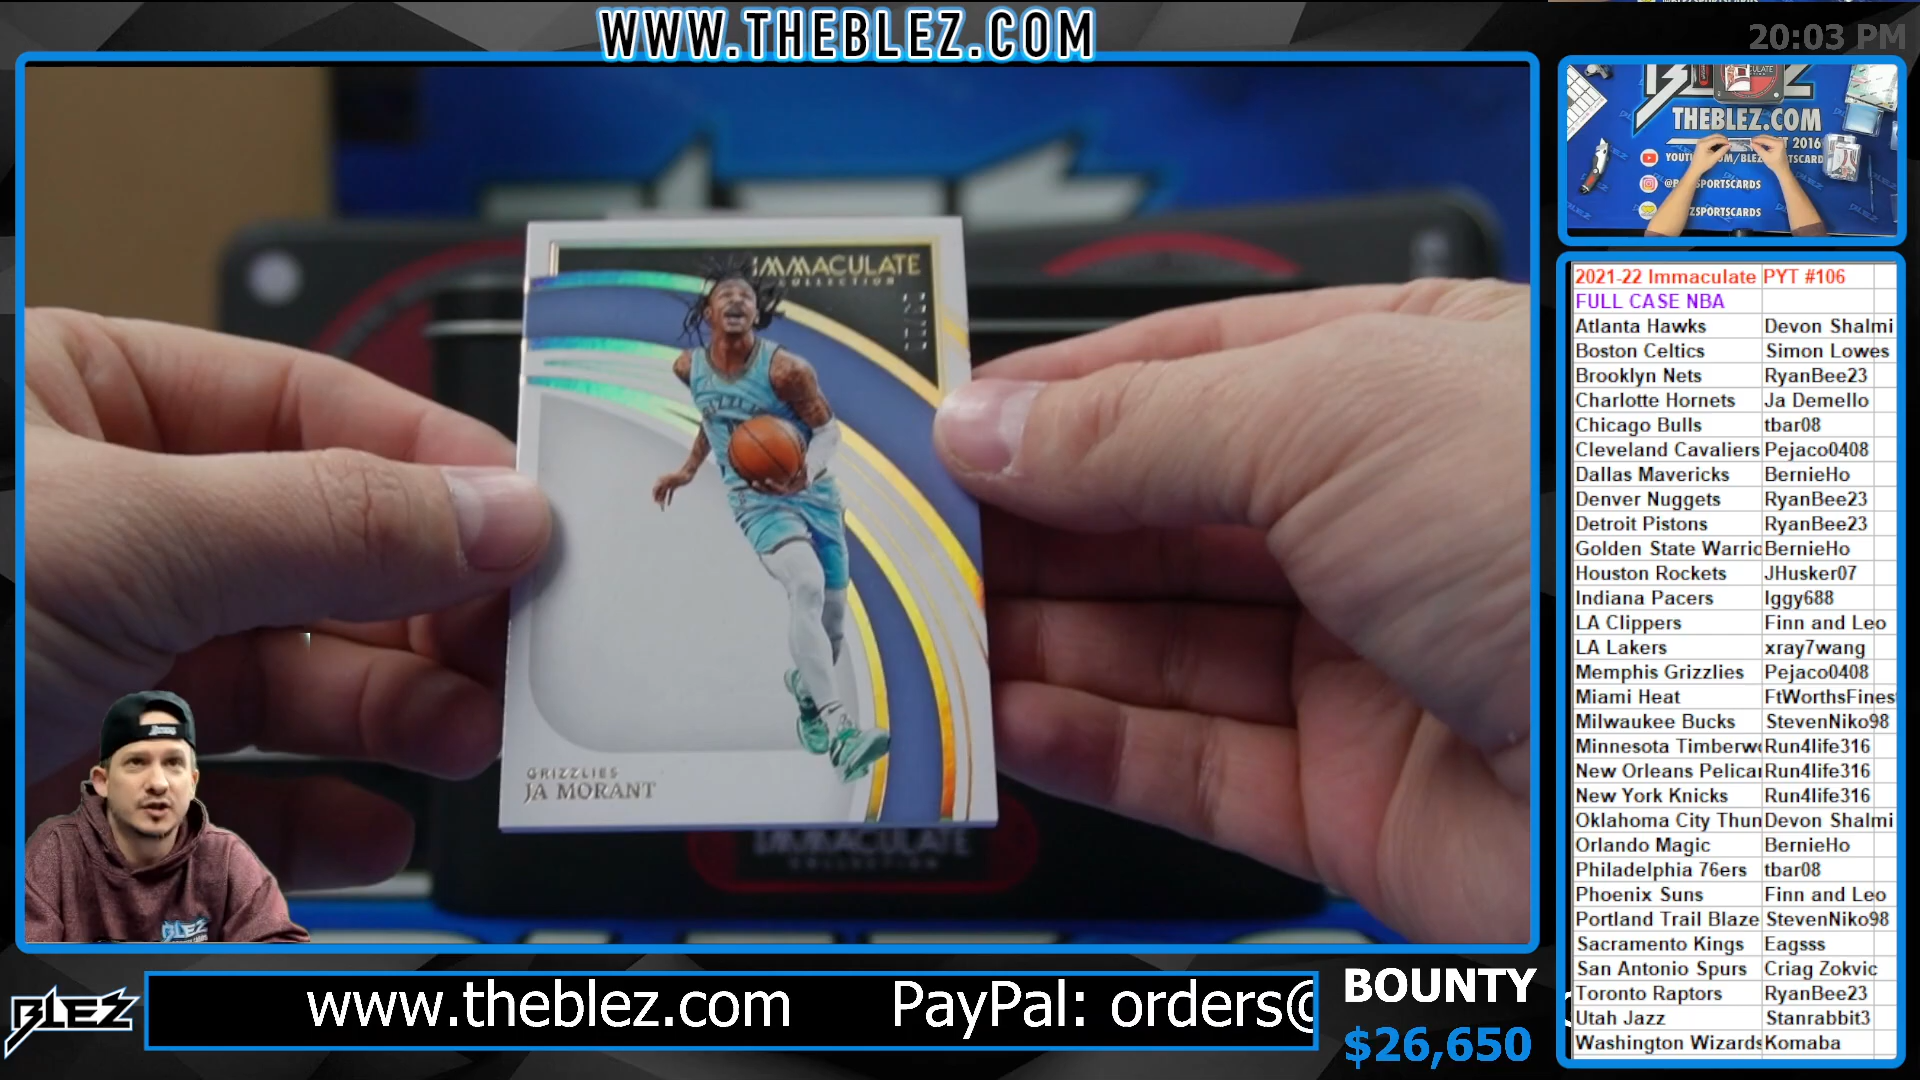 WWW.THEBLEZ.COM
20:03 PM
IMMACULATE
COLLECTION
GRIZZLIES
JA MORANT
IMMACULATE
COLLECTION
THEBLEZ.COM
2016
SPORTSCARDS
ZSPORTSCARDS
2021-22 Immaculate PYT #106
FULL CASE NBA
Atlanta Hawks Devon Shalmi
Boston Celtics Simon Lowes
Brooklyn Nets RyanBee23
Charlotte Hornets Ja Demello
Chicago Bulls tbar08
Cleveland Cavaliers Pejaco0408
Dallas Mavericks BernieHo
Denver Nuggets RyanBee23
Detroit Pistons RyanBee23
Golden State Warric BernieHo
Houston Rockets JHusker07
Indiana Pacers Iggy688
LA Clippers Finn and Leo
LA Lakers xray7wang
Memphis Grizzlies Pejaco0408
Miami Heat FtWorthsFines
Milwaukee Bucks StevenNiko98
Minnesota Timberw Run4life316
New Orleans Pelica Run4life316
New York Knicks Run4life316
Oklahoma City Thun Devon Shalmi
Orlando Magic BernieHo
Philadelphia 76ers tbar08
Phoenix Suns Finn and Leo
Portland Trail Blaze StevenNiko98
Sacramento Kings Eagsss
San Antonio Spurs Criag Zokvic
Toronto Raptors RyanBee23
Utah Jazz Stanrabbit3
Washington Wizards Komaba
BLEZ
www.theblez.com PayPal: orders@
BOUNTY
$26,650